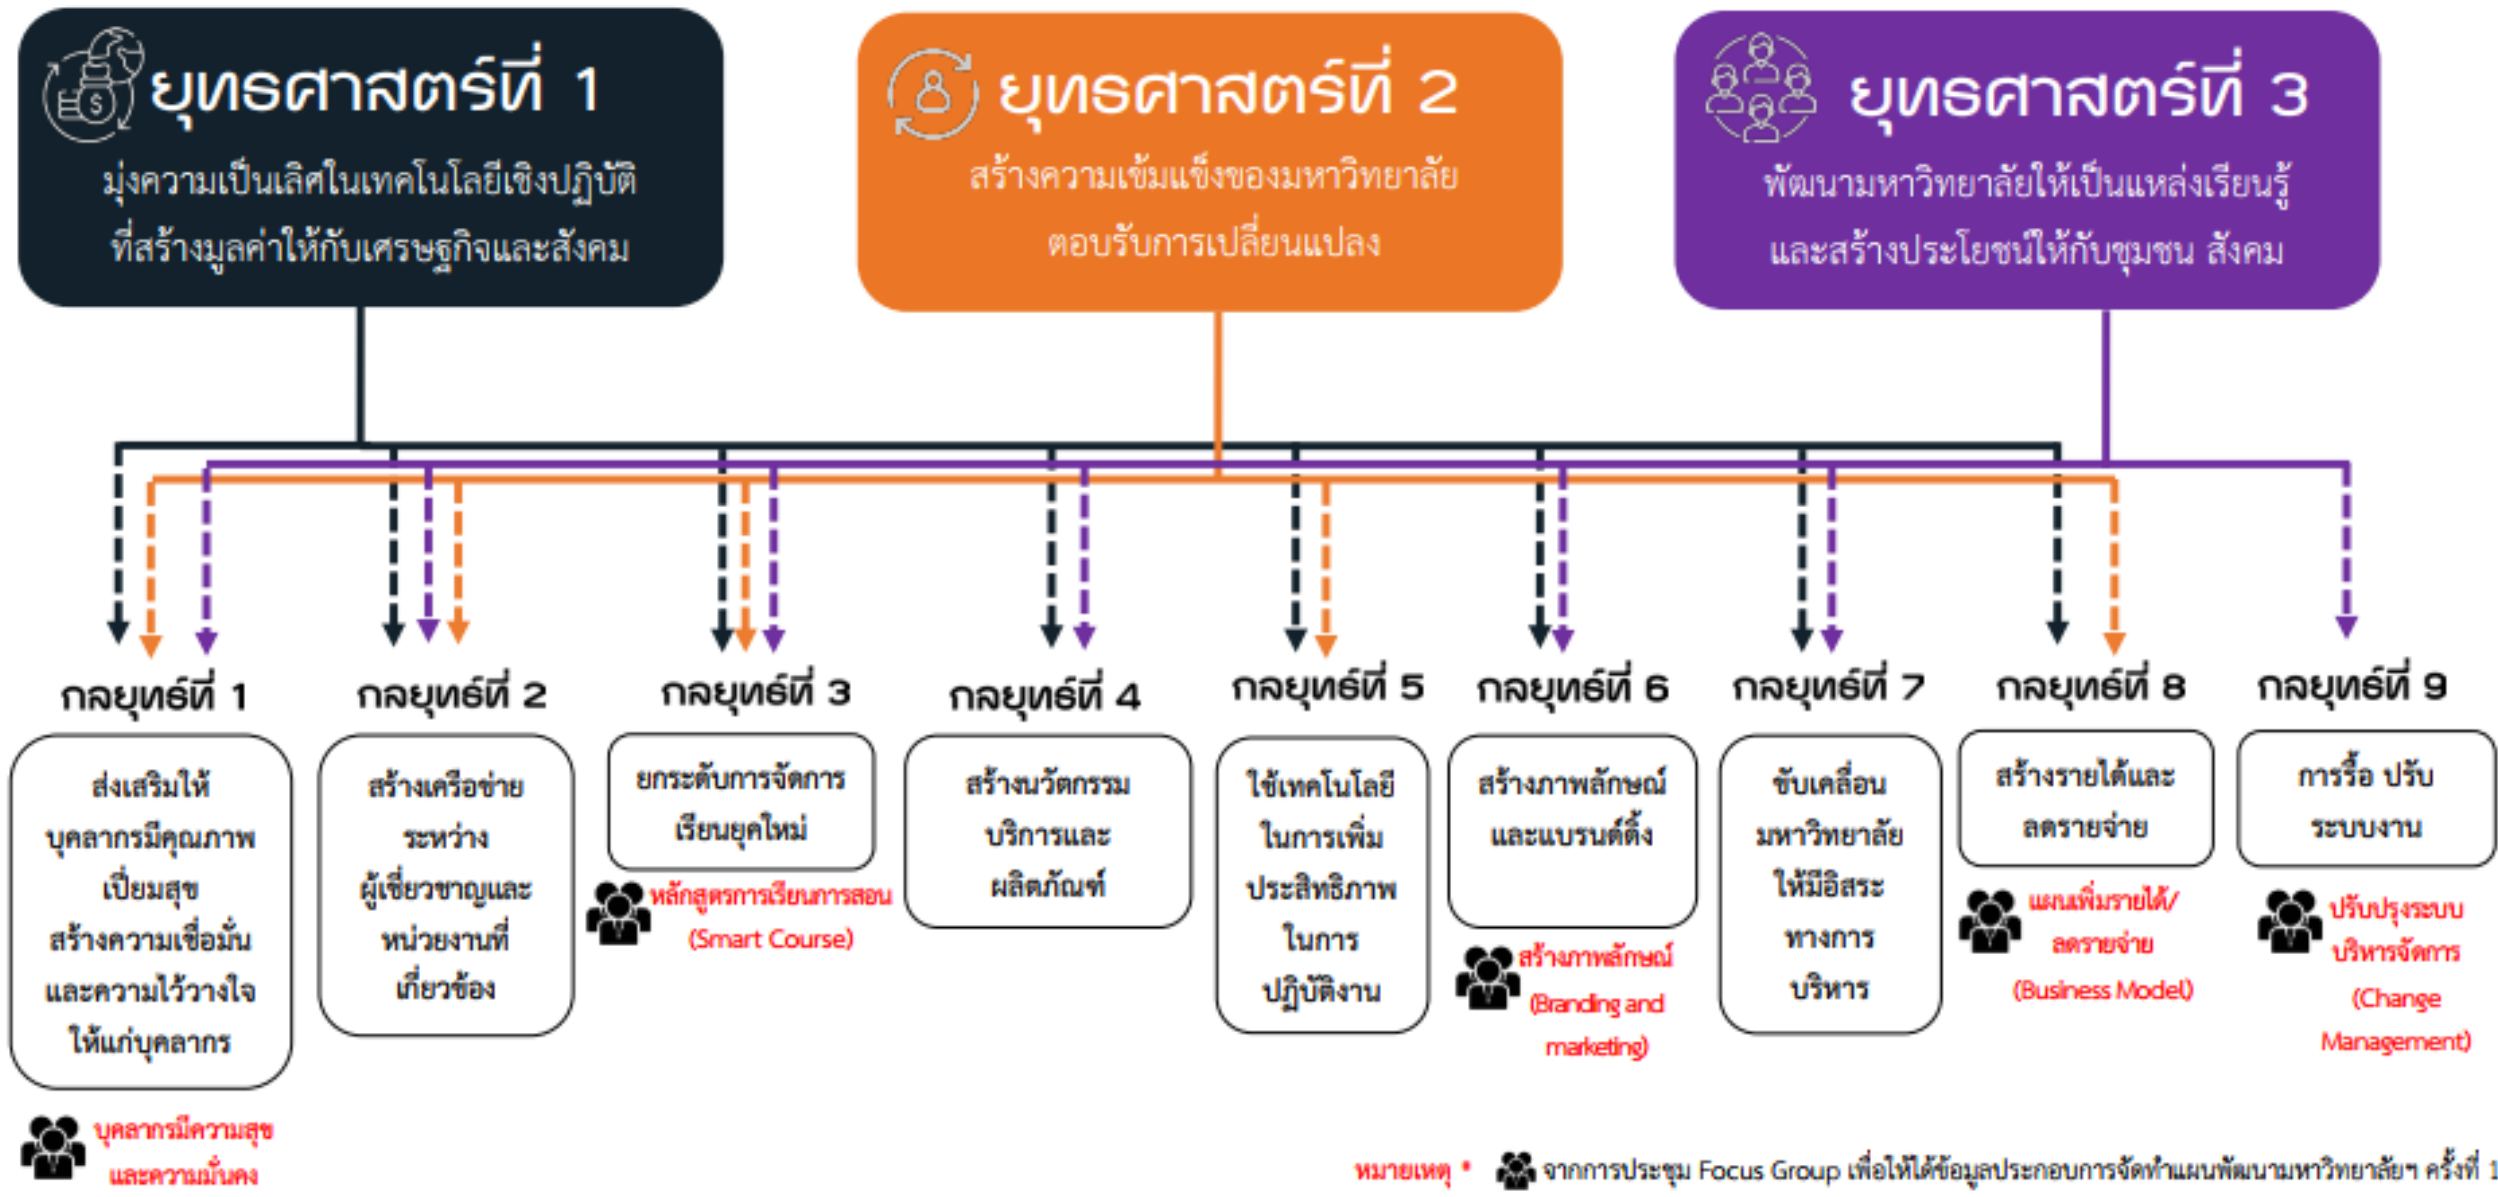 ยุทธศาสตร์ที่ 1
มุ่งความเป็นเลิศในเทคโนโลยีเชิงปฏิบัติ
ที่สร้างมูลค่าให้กับเศรษฐกิจและสังคม
ยุทธศาสตร์ที่ 2
สร้างความเข้มแข็งของมหาวิทยาลัย
ตอบรับการเปลี่ยนแปลง
ยุทธศาสตร์ที่ 3
พัฒนามหาวิทยาลัยให้เป็นแหล่งเรียนรู้
และสร้างประโยชน์ให้กับชุมชน สังคม
กลยุทธ์ที่ 1
ส่งเสริมให้
บุคลากรมีคุณภาพ
เปี่ยมสุข
สร้างความเชื่อมั่น
และความไว้วางใจ
ให้แก่บุคลากร
บุคลากรมีความสุข
และความมั่นคง
กลยุทธ์ที่ 2
สร้างเครือข่าย
ระหว่าง
ผู้เชี่ยวชาญและ
หน่วยงานที่
เกี่ยวข้อง
กลยุทธ์ที่ 3
ยกระดับการจัดการ
เรียนยุคใหม่
หลักสูตรการเรียนการสอน
(Smart Course)
กลยุทธ์ที่ 4
สร้างนวัตกรรม
บริการและ
ผลิตภัณฑ์
กลยุทธ์ที่ 5
ใช้เทคโนโลยี
ในการเพิ่ม
ประสิทธิภาพ
ในการ
ปฏิบัติงาน
กลยุทธ์ที่ 6
สร้างภาพลักษณ์
และแบรนด์ดิ้ง
สร้างภาพลักษณ์
(Branding and
marketing)
กลยุทธ์ที่ 7
ขับเคลื่อน
มหาวิทยาลัย
ให้มีอิสระ
ทางการ
บริหาร
กลยุทธ์ที่ 8
สร้างรายได้และ
ลดรายจ่าย
แผนเพิ่มรายได้/
ลดรายจ่าย
(Business Model)
กลยุทธ์ที่ 9
การรื้อ ปรับ
ระบบงาน
ปรับปรุงระบบ
บริหารจัดการ
(Change
Management)
หมายเหตุ * จากการประชุม Focus Group เพื่อให้ได้ข้อมูลประกอบการจัดทำแผนพัฒนามหาวิทยาลัยฯ ครั้งที่ 1